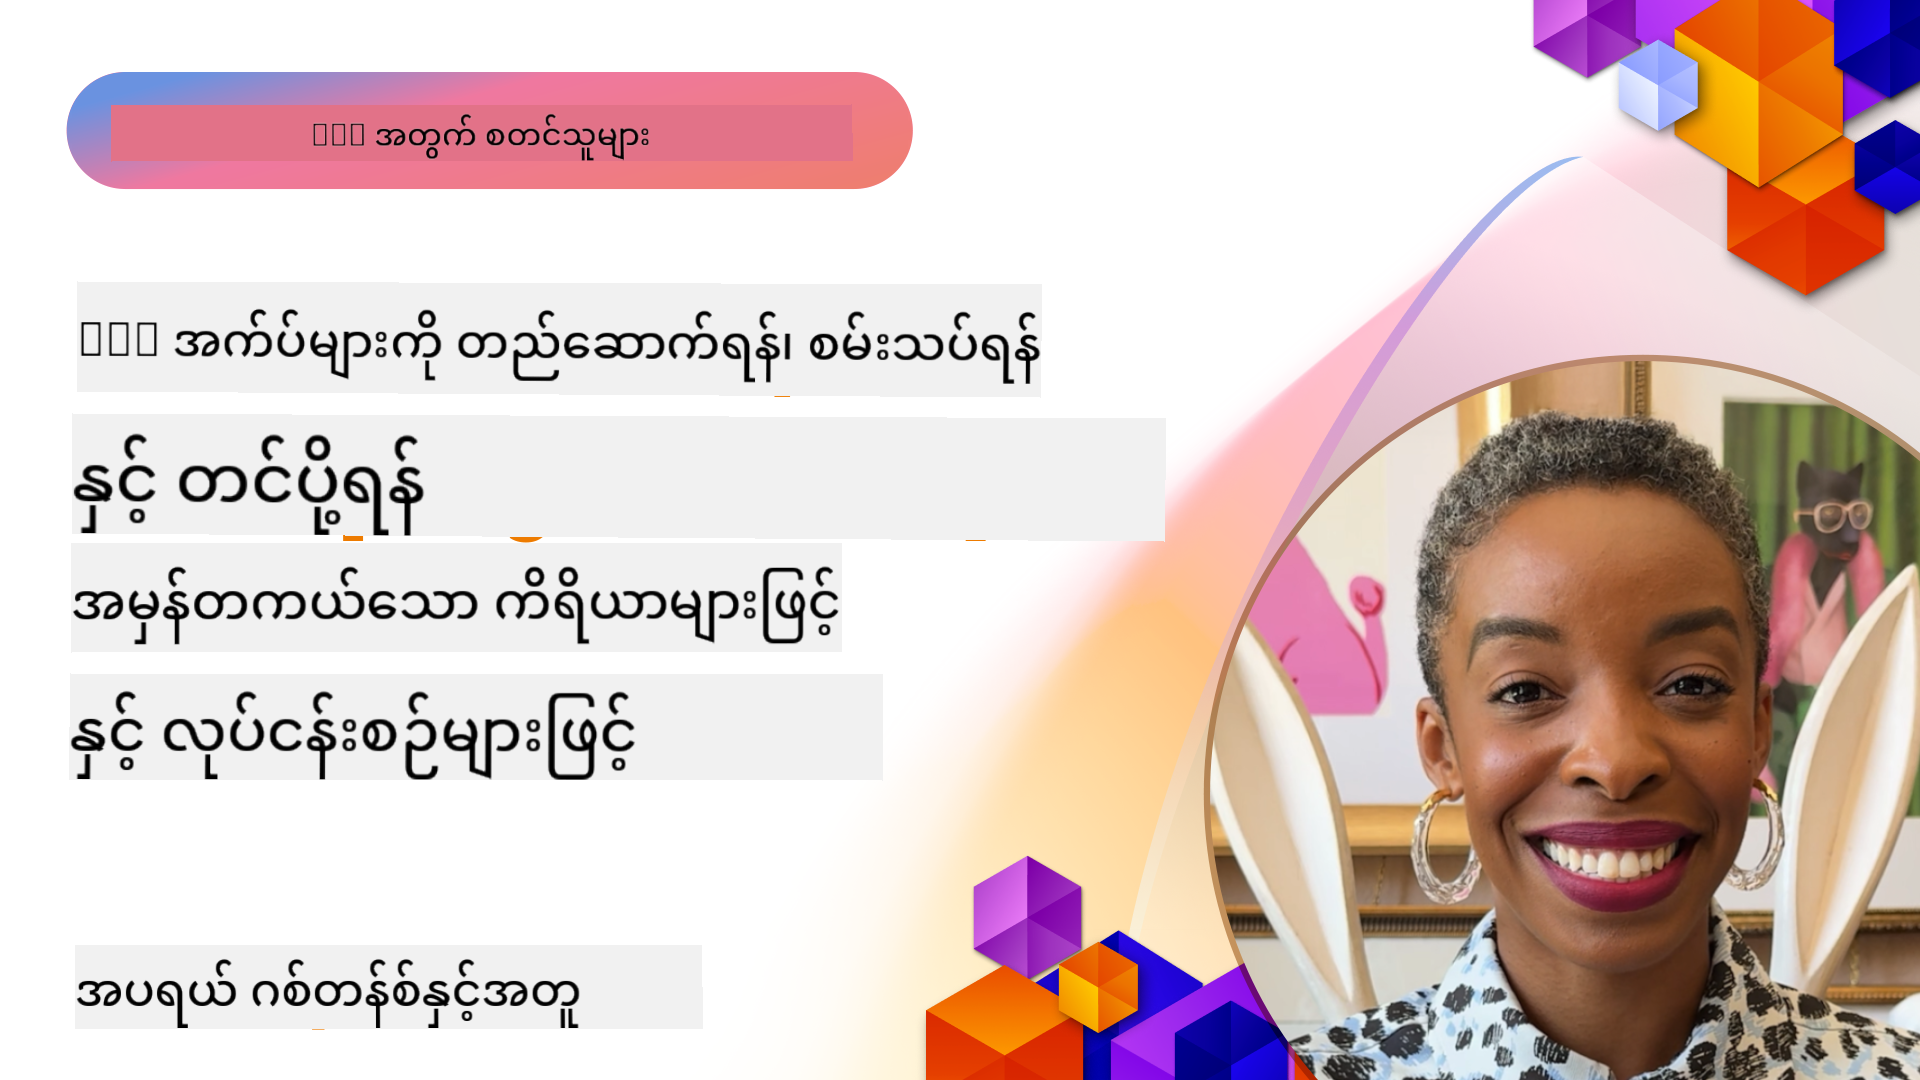 အတွက် စတင်သူများ
အက်ပ်များကို တည်ဆောက်ရန်၊ စမ်းသပ်ရန်
နှင့် တင်ပို့ရန်
အမှန်တကယ်သော ကိရိယာများဖြင့်
နှင့် လုပ်ငန်းစဉ်များဖြင့်
အပရယ် ဂစ်တန်စ်နှင့်အတူ